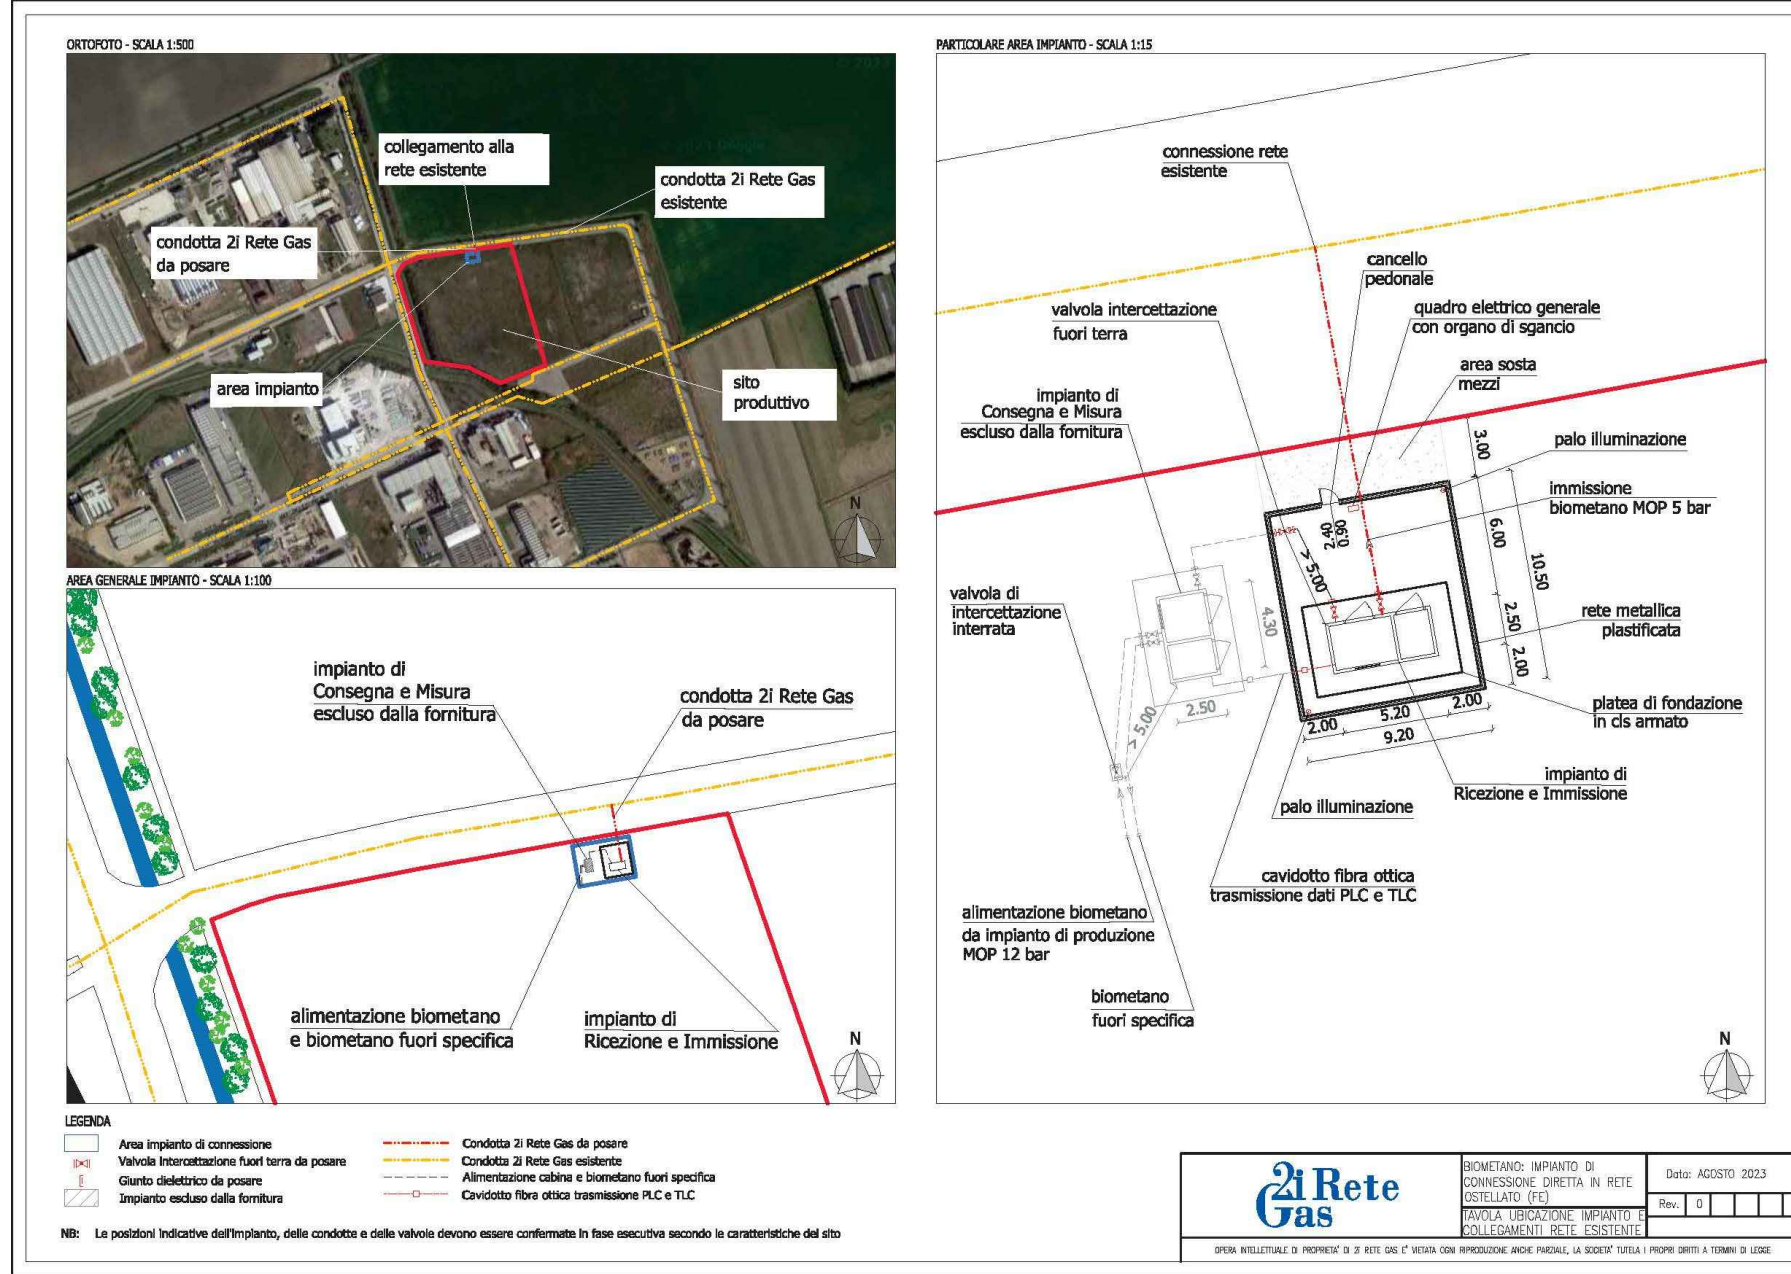 ORTOFOTO - SCALA 1:500
collegamento alla
rete esistente
condotta 2i Rete Gas
esistente
condotta 2i Rete Gas
da posare
area impianto
sito
produttivo
N
AREA GENERALE IMPIANTO - SCALA 1:100
impianto di
Consegna e Misura
escluso dalla fornitura
condotta 2i Rete Gas
da posare
alimentazione biometano
e biometano fuori specifica
impianto di
Ricezione e Immissione
N
PARTICOLARE AREA IMPIANTO - SCALA 1:15
connessione rete
esistente
cancello
pedonale
valvola intercettazione
fuori terra
quadro elettrico generale
con organo di sgancio
area sosta
mezzi
impianto di
Consegna e Misura
escluso dalla fornitura
3.00
palo illuminazione
immissione
biometano MOP 5 bar
2.40
0.90
6.00
10.50
> 5.00
valvola di
intercettazione
interrata
4.30
2.50
rete metallica
plastificata
2.00
> 5.00
2.50
2.00
5.20
2.00
9.20
platea di fondazione
in cls armato
impianto di
Ricezione e Immissione
palo illuminazione
cavidotto fibra ottica
trasmissione dati PLC e TLC
alimentazione biometano
da impianto di produzione
MOP 12 bar
biometano
fuori specifica
N
LEGENDA
Area impianto di connessione
Valvola Intercettazione fuori terra da posare
Giunto dielettrico da posare
Impianto escluso dalla fornitura
Condotta 2i Rete Gas da posare
Condotta 2i Rete Gas esistente
Alimentazione cabina e biometano fuori specifica
Cavidotto fibra ottica trasmissione PLC e TLC
NB: Le posizioni indicative dell'impianto, delle condotte e delle valvole devono essere confermate in fase esecutiva secondo le caratteristiche del sito
2i Rete
Gas
BIOMETANO: IMPIANTO DI
CONNESSIONE DIRETTA IN RETE
OSTELLATO (FE)
TAVOLA UBICAZIONE IMPIANTO E
COLLEGAMENTI RETE ESISTENTE
Data: AGOSTO 2023
Rev. 0
OPERA INTELLETTUALE DI PROPRIETA' DI 2I RETE GAS E' VIETATA OGNI RIPRODUZIONE ANCHE PARZIALE, LA SOCIETA' TUTELA I PROPRI DIRITTI A TERMINI DI LEGGE